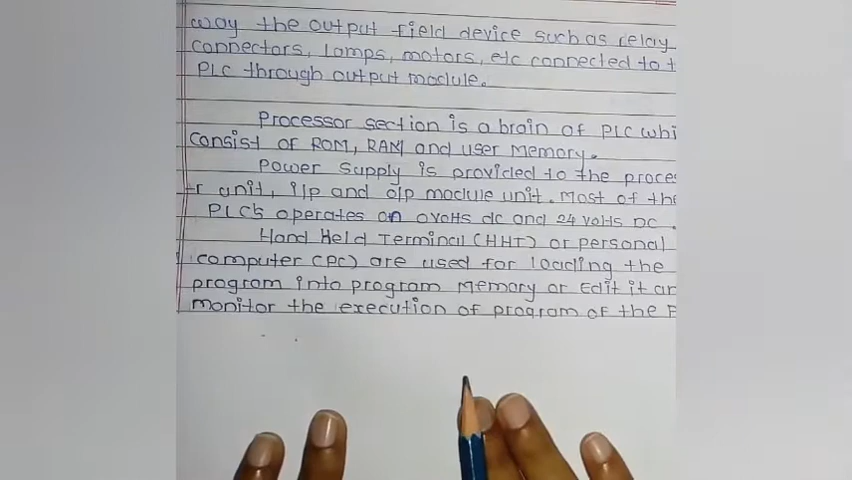 way the output field device such as relay
connectors, lamps, motors, etc connected to t
PLC through output module.
Processor section is a brain of PLC whi
consist of ROM, RAM and user Memory.
Power Supply is provided to the proces
r unit, i/p and o/p module unit. Most of the
PLC's operates on 0 volts dc and 24 volts DC.
Hand Held Terminal (HHT) or personal
computer (PC) are used for loading the
program into program Memory or Edit it an
monitor the execution of program of the P